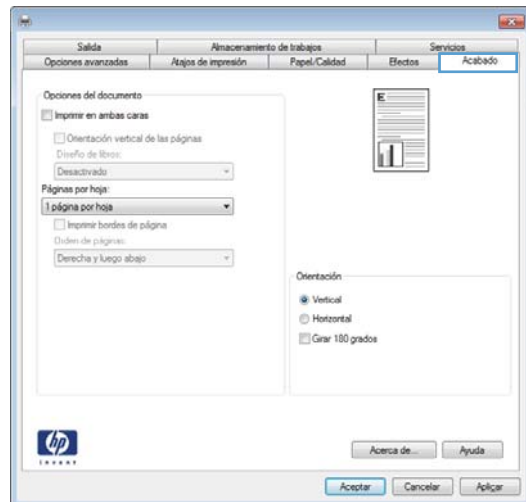 Salida Almacenamiento de trabajos Servicios
Opciones avanzadas Atajos de impresión Papel/Calidad Efectos Acabado
Opciones del documento
Imprimir en ambas caras
Orientación vertical de las páginas
Diseño de libros:
Desactivado
Páginas por hoja:
1 página por hoja
Imprimir bordes de página
Orden de páginas:
Derecha y luego abajo
E
Orientación
Vertical
Horizontal
Girar 180 grados
hp
invent
Acerca de... Ayuda
Aceptar Cancelar Aplicar